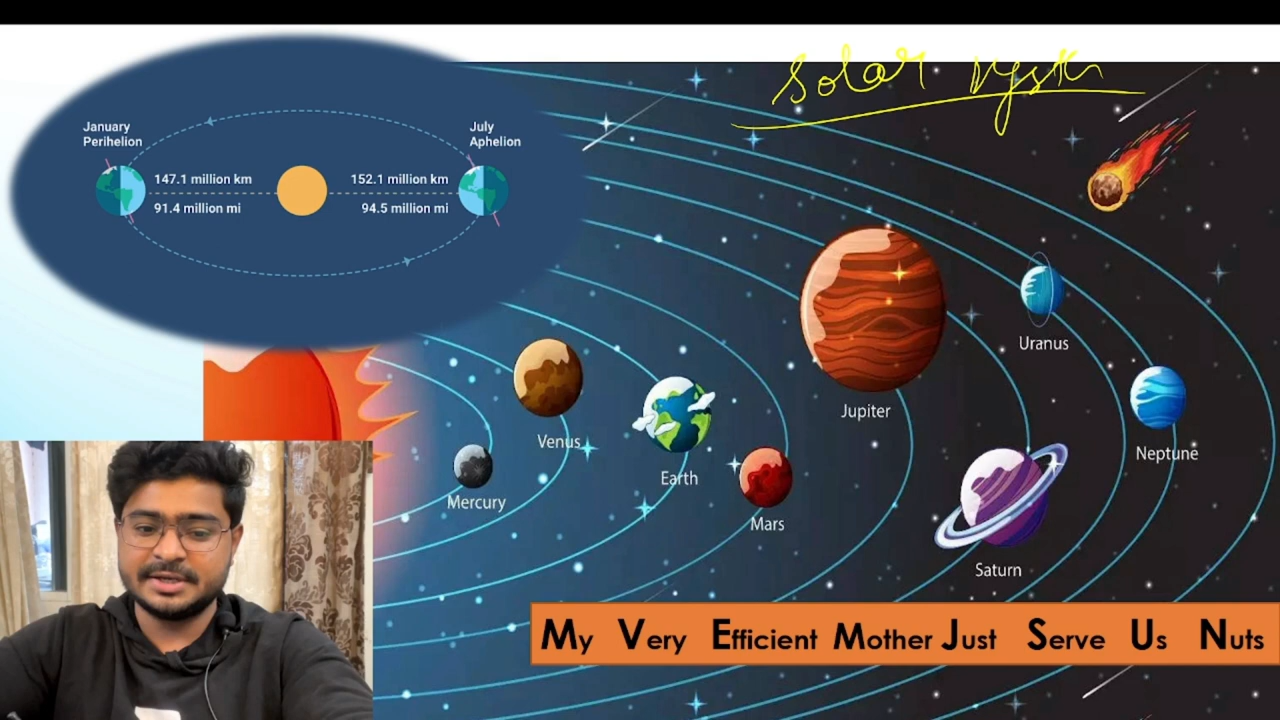 Solar System
January
Perihelion
July
Aphelion
147.1 million km
152.1 million km
91.4 million mi
94.5 million mi
Uranus
Jupiter
Venus
Neptune
Earth
Mercury
Mars
Saturn
My Very Efficient Mother Just Serve Us Nuts